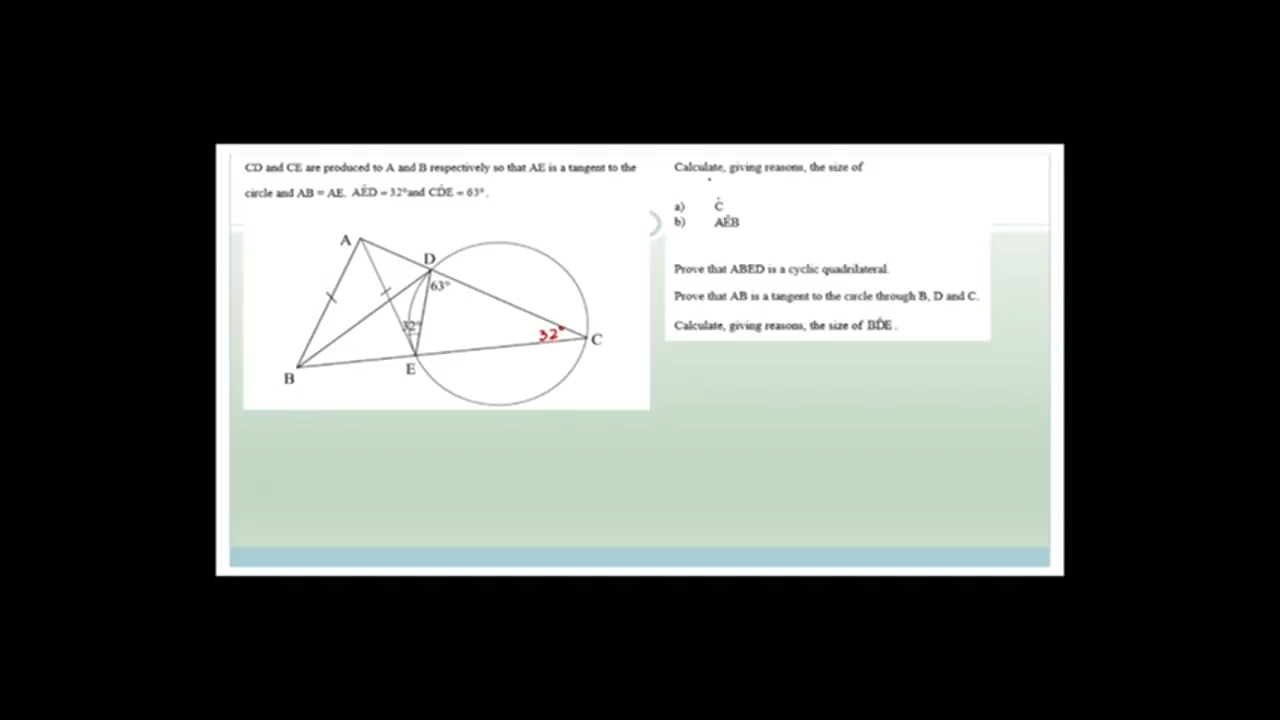 CD and CE are produced to A and B respectively so that AE is a tangent to the
circle and AB = AE. AÊD = 32° and CD̂E = 63°.
A
D
63°
32°
32°
C
B
E
Calculate, giving reasons, the size of
a) Ĉ
b) AÊB
Prove that ABED is a cyclic quadrilateral.
Prove that AB is a tangent to the circle through B, D and C.
Calculate, giving reasons, the size of BD̂E.